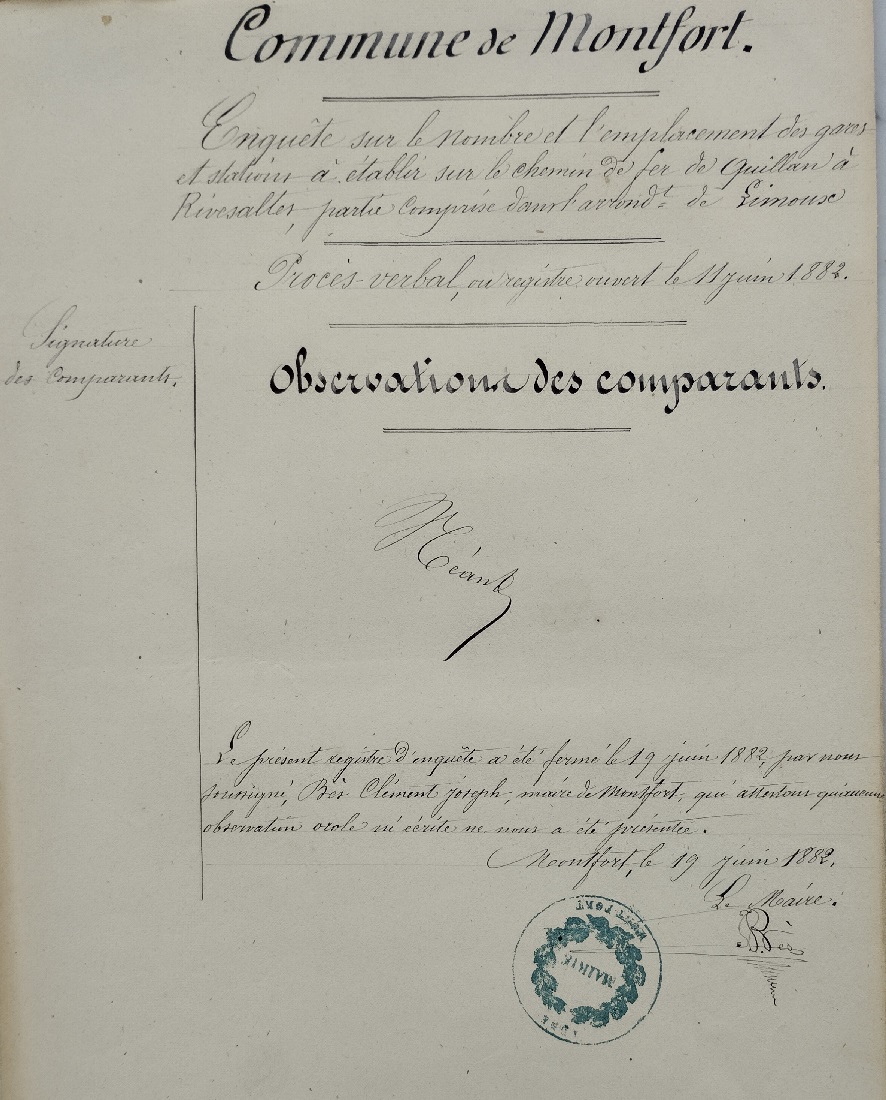 Commune de Montfort.
Enquête sur le nombre et l'emplacement des gares
et stations à établir sur le chemin de fer de Quillan à
Rivesaltes, partie comprise dans l'arrondt. de Limoux
Procès-verbal, ou registre ouvert le 11 juin 1882.
Signature
des comparants.
Observations des comparants.
Néant
Le présent registre d'enquête a été fermé le 19 juin 1882, par nous
soussigné, Bès Clément Joseph, maire de Montfort, qui attestons qu'aucune
observation orale ni écrite ne nous a été présentée.
Montfort, le 19 juin 1882.
Le Maire:
Bès
MONTFORT
MAIRIE
AUDE